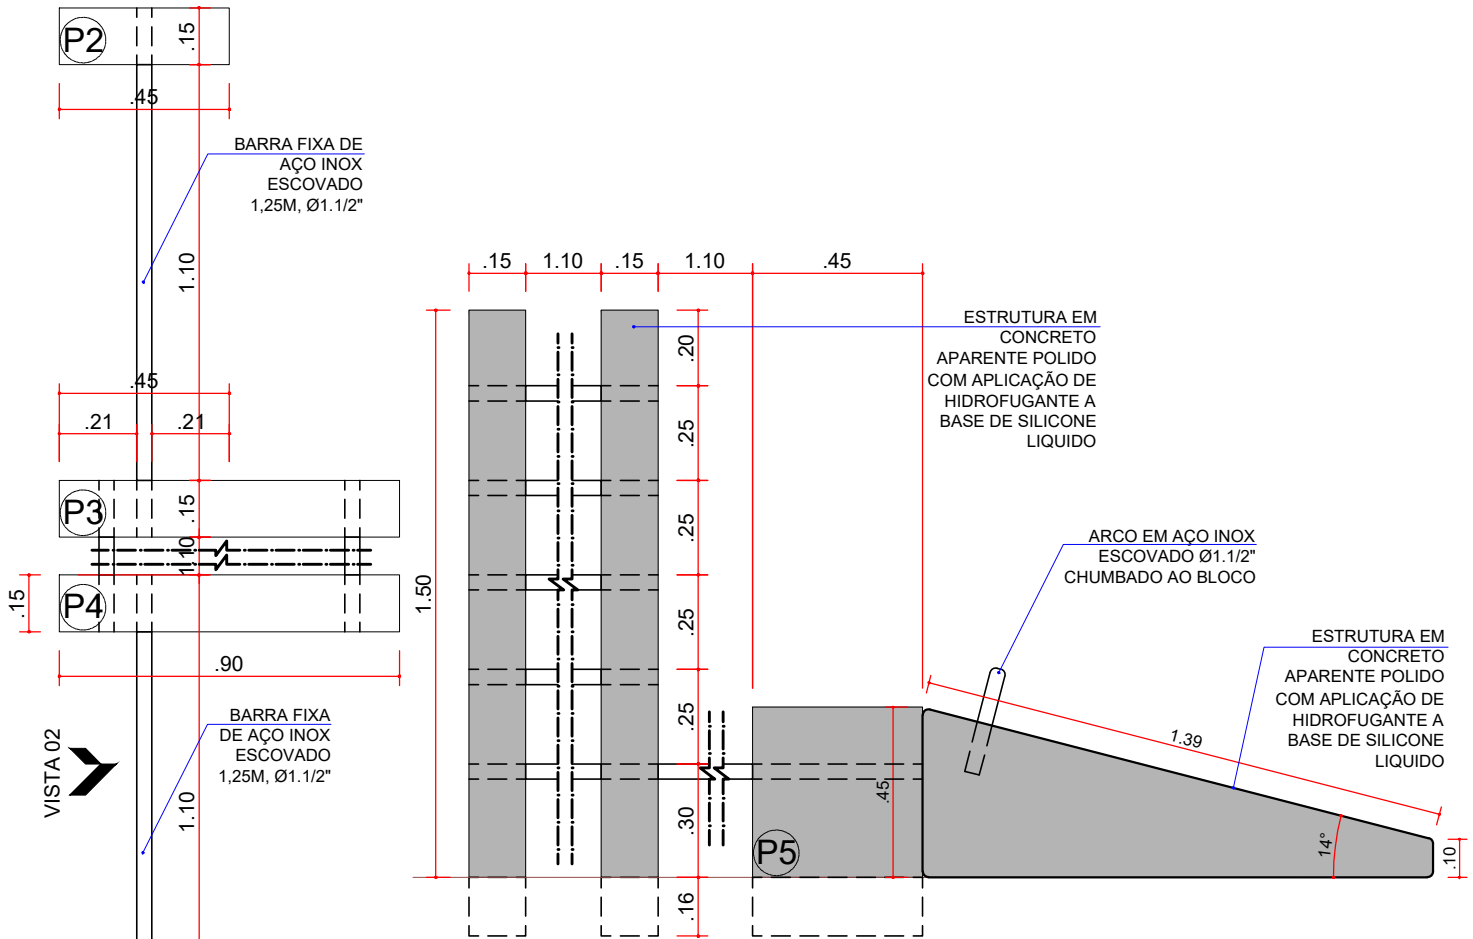 P2
.15
.45
BARRA FIXA DE
AÇO INOX
ESCOVADO
1,25M, Ø1.1/2"
1.10
.45
.21
.21
P3
.15
1.10
P4
.15
.90
BARRA FIXA
DE AÇO INOX
ESCOVADO
1,25M, Ø1.1/2"
VISTA 02
1.10
.15
1.10
.15
1.10
.45
ESTRUTURA EM
CONCRETO
APARENTE POLIDO
COM APLICAÇÃO DE
HIDROFUGANTE A
BASE DE SILICONE
LIQUIDO
.20
.25
.25
.25
.25
.30
.16
1.50
ARCO EM AÇO INOX
ESCOVADO Ø1.1/2"
CHUMBADO AO BLOCO
ESTRUTURA EM
CONCRETO
APARENTE POLIDO
COM APLICAÇÃO DE
HIDROFUGANTE A
BASE DE SILICONE
LIQUIDO
1.39
.45
P5
14°
.10